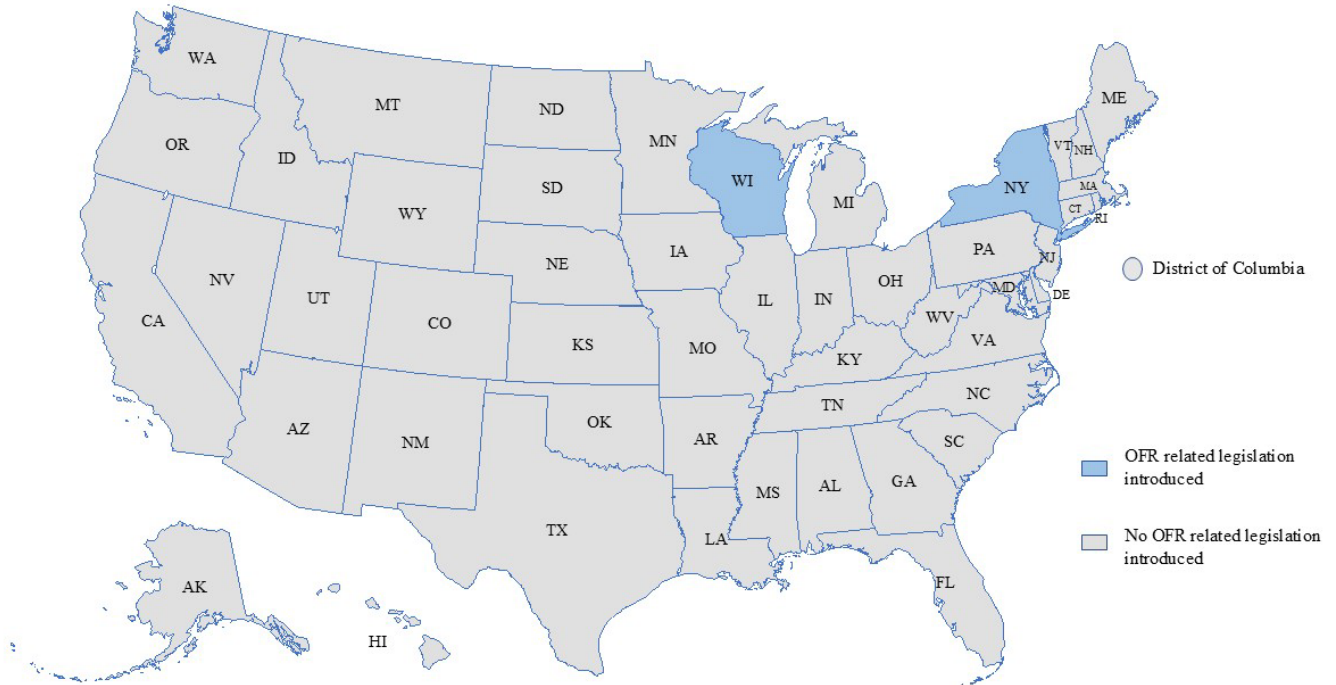 WA
MT
ND
MN
ME
OR
ID
SD
WI
VT
NH
WY
MI
NY
MA
CT
RI
IA
NE
PA
NJ
NV
UT
CO
IL
IN
OH
MD
DE
District of Columbia
CA
KS
MO
WV
VA
KY
AZ
NM
OK
AR
TN
NC
SC
MS
AL
GA
OFR related legislation
introduced
TX
LA
No OFR related legislation
introduced
AK
FL
HI